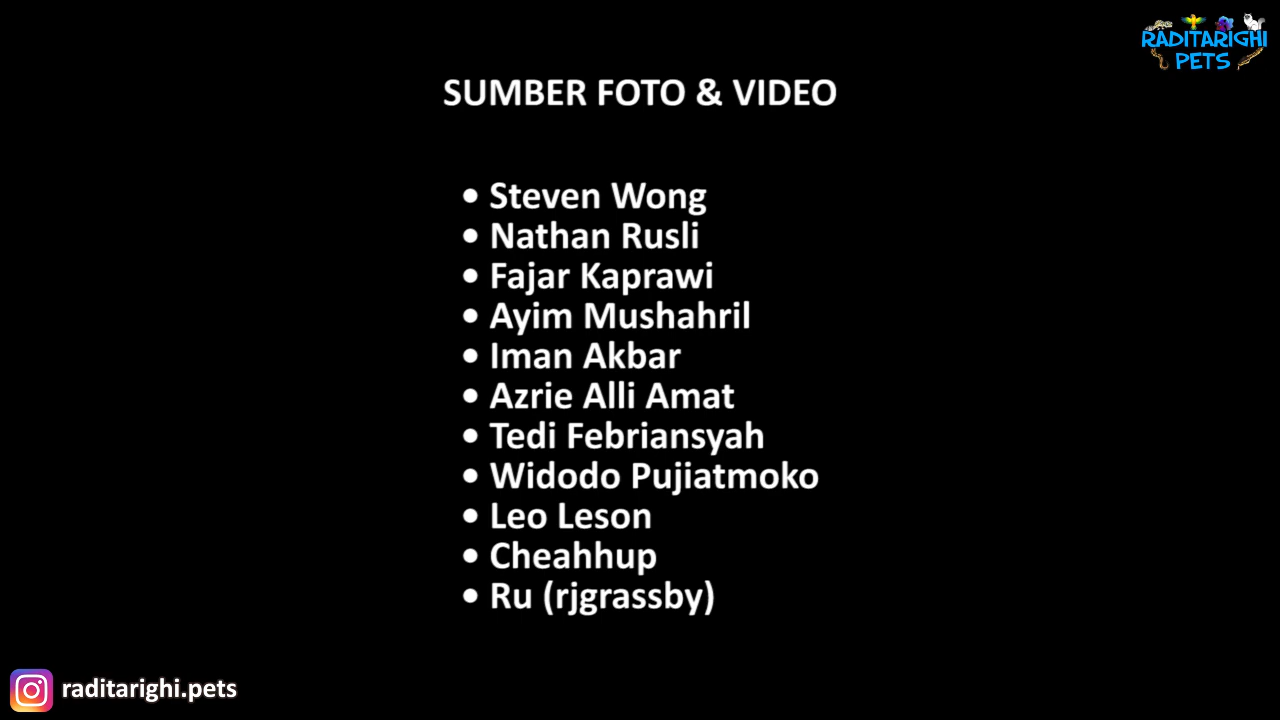 RADITARIGHI
PETS
SUMBER FOTO & VIDEO
• Steven Wong
• Nathan Rusli
• Fajar Kaprawi
• Ayim Mushahril
• Iman Akbar
• Azrie Alli Amat
• Tedi Febriansyah
• Widodo Pujiatmoko
• Leo Leson
• Cheahhup
• Ru (rjgrassby)
raditarighi.pets